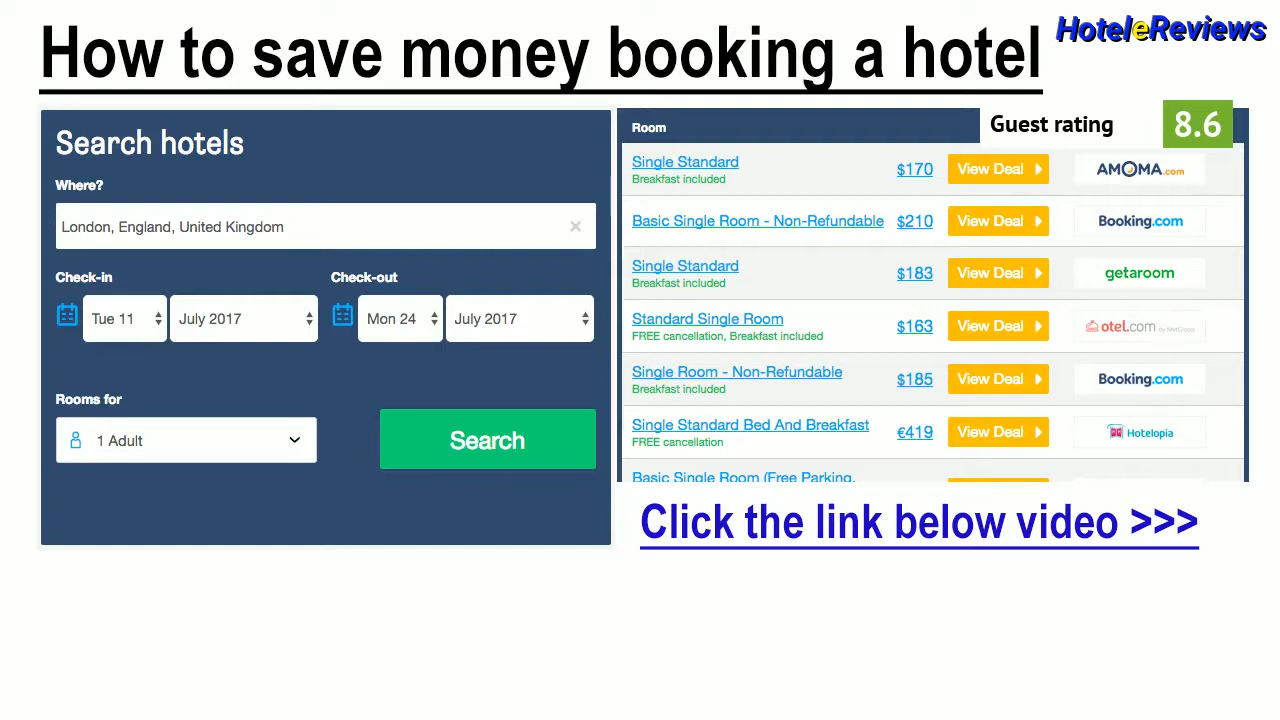 How to save money booking a hotel
HoteleReviews
Search hotels
Where?
London, England, United Kingdom
Check-in
Check-out
Tue 11
July 2017
Mon 24
July 2017
Rooms for
1 Adult
Search
Room
Guest rating
8.6
Single Standard
Breakfast included
$170
View Deal
AMOMA.com
Basic Single Room - Non-Refundable
$210
View Deal
Booking.com
Single Standard
Breakfast included
$183
View Deal
getaroom
Standard Single Room
FREE cancellation, Breakfast included
$163
View Deal
otel.com
Single Room - Non-Refundable
Breakfast included
$185
View Deal
Booking.com
Single Standard Bed And Breakfast
FREE cancellation
€419
View Deal
Hotelopia
Basic Single Room (Free Parking,
Click the link below video >>>